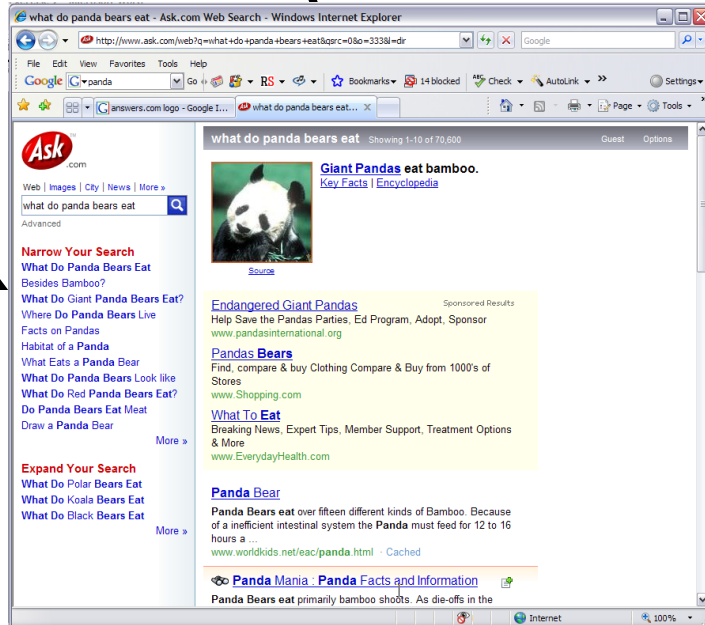 what do panda bears eat - Ask.com Web Search - Windows Internet Explorer
http://www.ask.com/web?q=what+do+panda+bears+eat&qsrc=0&o=333&l=dir
Google
File Edit View Favorites Tools Help
Google G panda Go RS Bookmarks 14 blocked ABC Check AutoLink » Settings
answers.com logo - Google I... what do panda bears eat... X Page Tools »
Ask.com
what do panda bears eat Showing 1-10 of 70,600 Guest Options
Giant Pandas eat bamboo.
Key Facts | Encyclopedia
Source
Web | Images | City | News | More »
what do panda bears eat
Advanced
Narrow Your Search
What Do Panda Bears Eat
Besides Bamboo?
What Do Giant Panda Bears Eat?
Where Do Panda Bears Live
Facts on Pandas
Habitat of a Panda
What Eats a Panda Bear
What Do Panda Bears Look like
What Do Red Panda Bears Eat?
Do Panda Bears Eat Meat
Draw a Panda Bear
More »
Expand Your Search
What Do Polar Bears Eat
What Do Koala Bears Eat
What Do Black Bears Eat
More »
Endangered Giant Pandas Sponsored Results
Help Save the Pandas Parties, Ed Program, Adopt, Sponsor
www.pandasinternational.org
Pandas Bears
Find, compare & buy Clothing Compare & Buy from 1000's of
Stores
www.Shopping.com
What To Eat
Breaking News, Expert Tips, Member Support, Treatment Options
& More
www.EverydayHealth.com
Panda Bear
Panda Bears eat over fifteen different kinds of Bamboo. Because
of a inefficient intestinal system the Panda must feed for 12 to 16
hours a ...
www.worldkids.net/eac/panda.html · Cached
Panda Mania : Panda Facts and Information
Panda Bears eat primarily bamboo shoots. As die-offs in the
Internet 100%